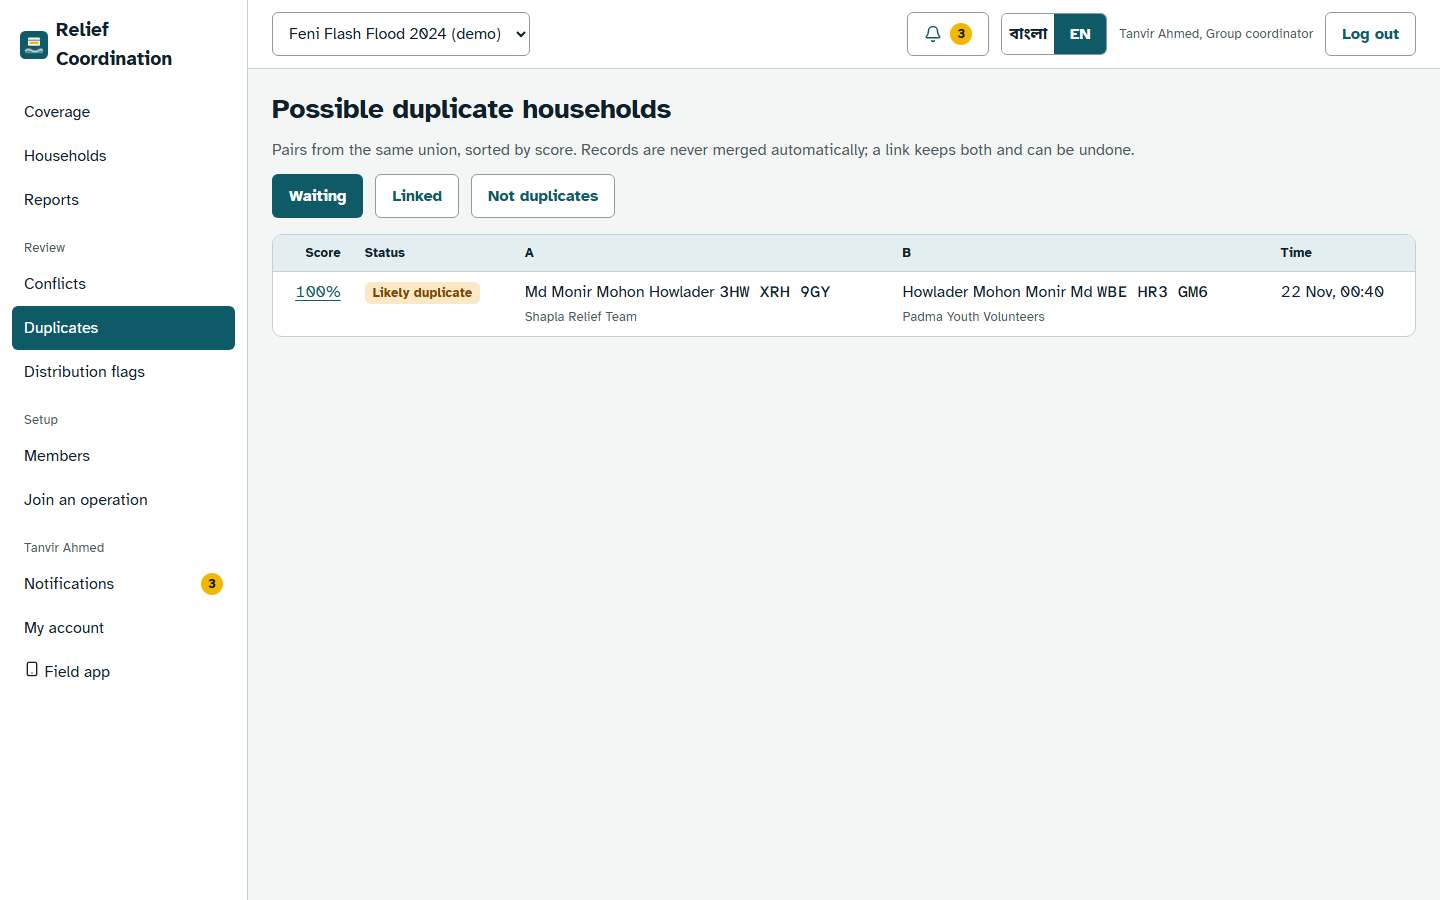 Relief
Coordination
Feni Flash Flood 2024 (demo)
3
বাংলা
EN
Tanvir Ahmed, Group coordinator
Log out
Coverage
Households
Reports
Review
Conflicts
Duplicates
Distribution flags
Setup
Members
Join an operation
Tanvir Ahmed
Notifications
3
My account
Field app
Possible duplicate households
Pairs from the same union, sorted by score. Records are never merged automatically; a link keeps both and can be undone.
Waiting
Linked
Not duplicates
Score Status A B Time
100% Likely duplicate Md Monir Mohon Howlader 3HW XRH 9GY Howlader Mohon Monir Md WBE HR3 GM6 22 Nov, 00:40
Shapla Relief Team Padma Youth Volunteers